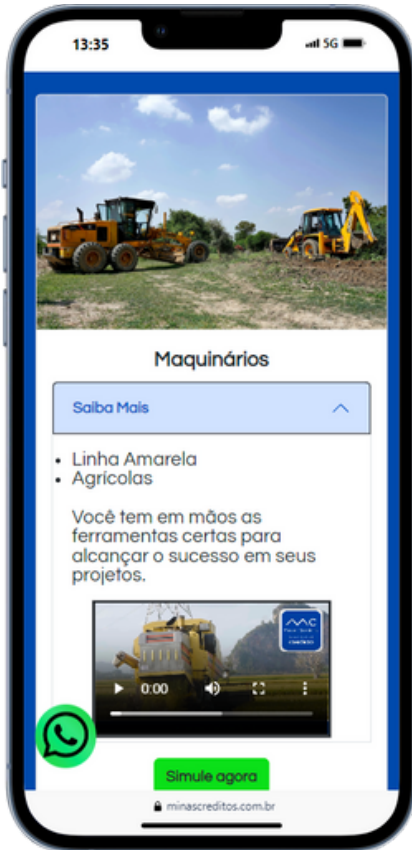 13:35
5G
Maquinários
Saiba Mais
Linha Amarela
Agrícolas
Você tem em mãos as
ferramentas certas para
alcançar o sucesso em seus
projetos.
0:00
Simule agora
minascreditos.com.br